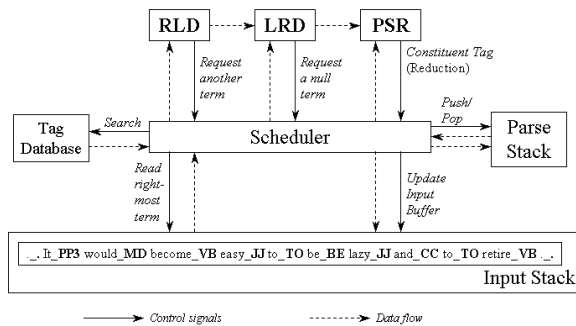 RLD
LRD
PSR
Request
another
term
Request
a null
term
Constituent Tag
(Reduction)
Tag
Database
Search
Scheduler
Push/
Pop
Parse
Stack
Read
right-
most
term
Update
Input
Buffer
._. It_PP3 would_MD become_VB easy_JJ to_TO be_BE lazy_JJ and_CC to_TO retire_VB ._.
Input Stack
Control signals
Data flow